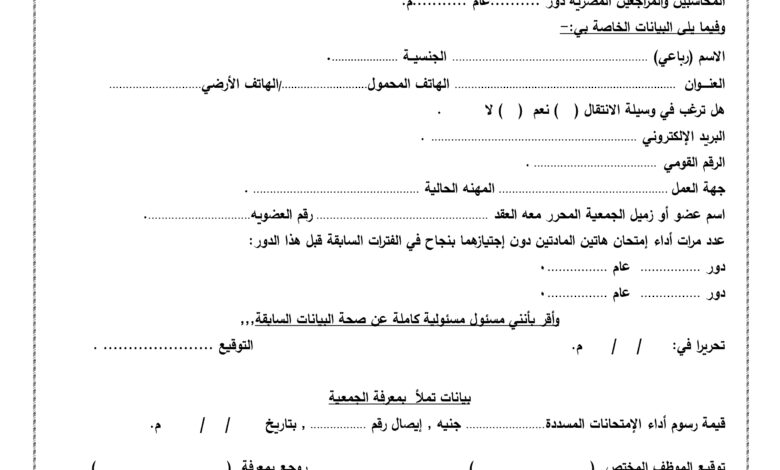 المحاسبين والمراجعين المصرية دور ..........عام ...........م.
وفيما يلى البيانات الخاصة بي:-
الاسم (رباعي) ........................................................... الجنسية .....................
العنـوان ................................................................... الهاتف المحمول........................../الهاتف الأرضي............................
هل ترغب في وسيلة الانتقال ( ) نعم ( ) لا .
البريد الإلكتروني .............................................................. .
الرقم القومي ..................................... .
جهة العمل ................................................... المهنه الحالية .................................................. .
اسم عضو أو زميل الجمعية المحرر معه العقد .................................................... رقم العضويه...............................
عدد مرات أداء إمتحان هاتين المادتين دون إجتيازهما بنجاح في الفترات السابقة قبل هذا الدور:
دور ................ عام ................
دور ................ عام ................
وأقر بأنني مسئول مسئولية كاملة عن صحة البيانات السابقة,,,
تحريرا في: / / م. التوقيع ...................... .
بيانات تملأ بمعرفة الجمعية
قيمة رسوم أداء الإمتحانات المسددة........................ جنيه , إيصال رقم ................. , بتاريخ / / م.
توقيع الموظف المختص ( ................................ ) روجع بمعرفة ( ............................ )